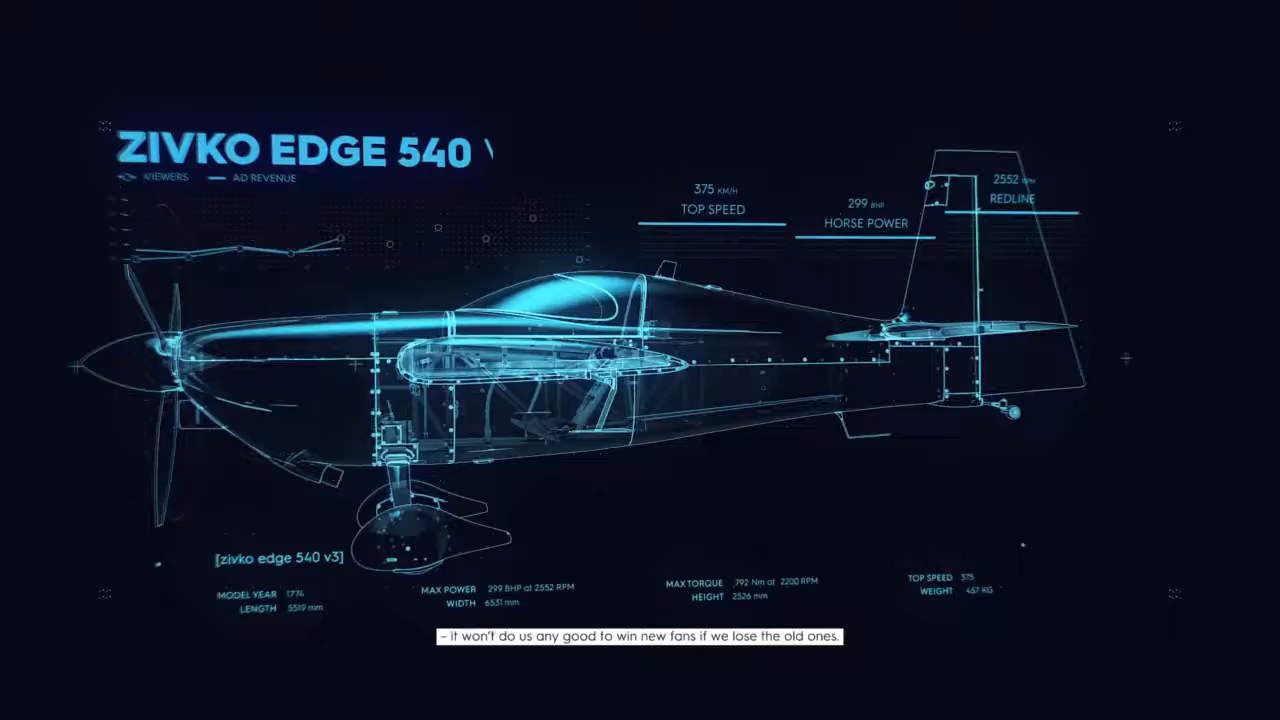 ZIVKO EDGE 540 \
VIEWERS AD REVENUE
375 KM/H
TOP SPEED
299 BHP
HORSE POWER
2552 RPM
REDLINE
[zivko edge 540 v3]
MODEL YEAR 1774
LENGTH 5519 mm
MAX POWER 299 BHP at 2552 RPM
WIDTH 6531 mm
MAX TORQUE 792 Nm at 2200 RPM
HEIGHT 2526 mm
TOP SPEED 375
WEIGHT 457 KG
– it won't do us any good to win new fans if we lose the old ones.